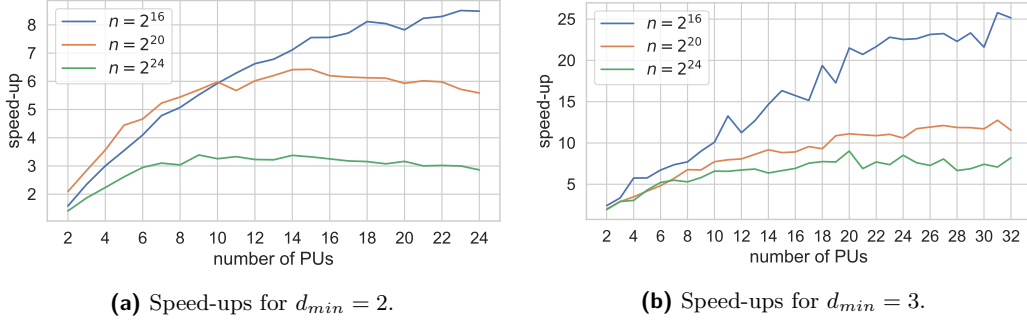 8
7
6
5
4
3
2
speed-up
n = 2^16
n = 2^20
n = 2^24
2 4 6 8 10 12 14 16 18 20 22 24
number of PUs
(a) Speed-ups for d_min = 2.
25
20
15
10
5
speed-up
n = 2^16
n = 2^20
n = 2^24
2 4 6 8 10 12 14 16 18 20 22 24 26 28 30 32
number of PUs
(b) Speed-ups for d_min = 3.